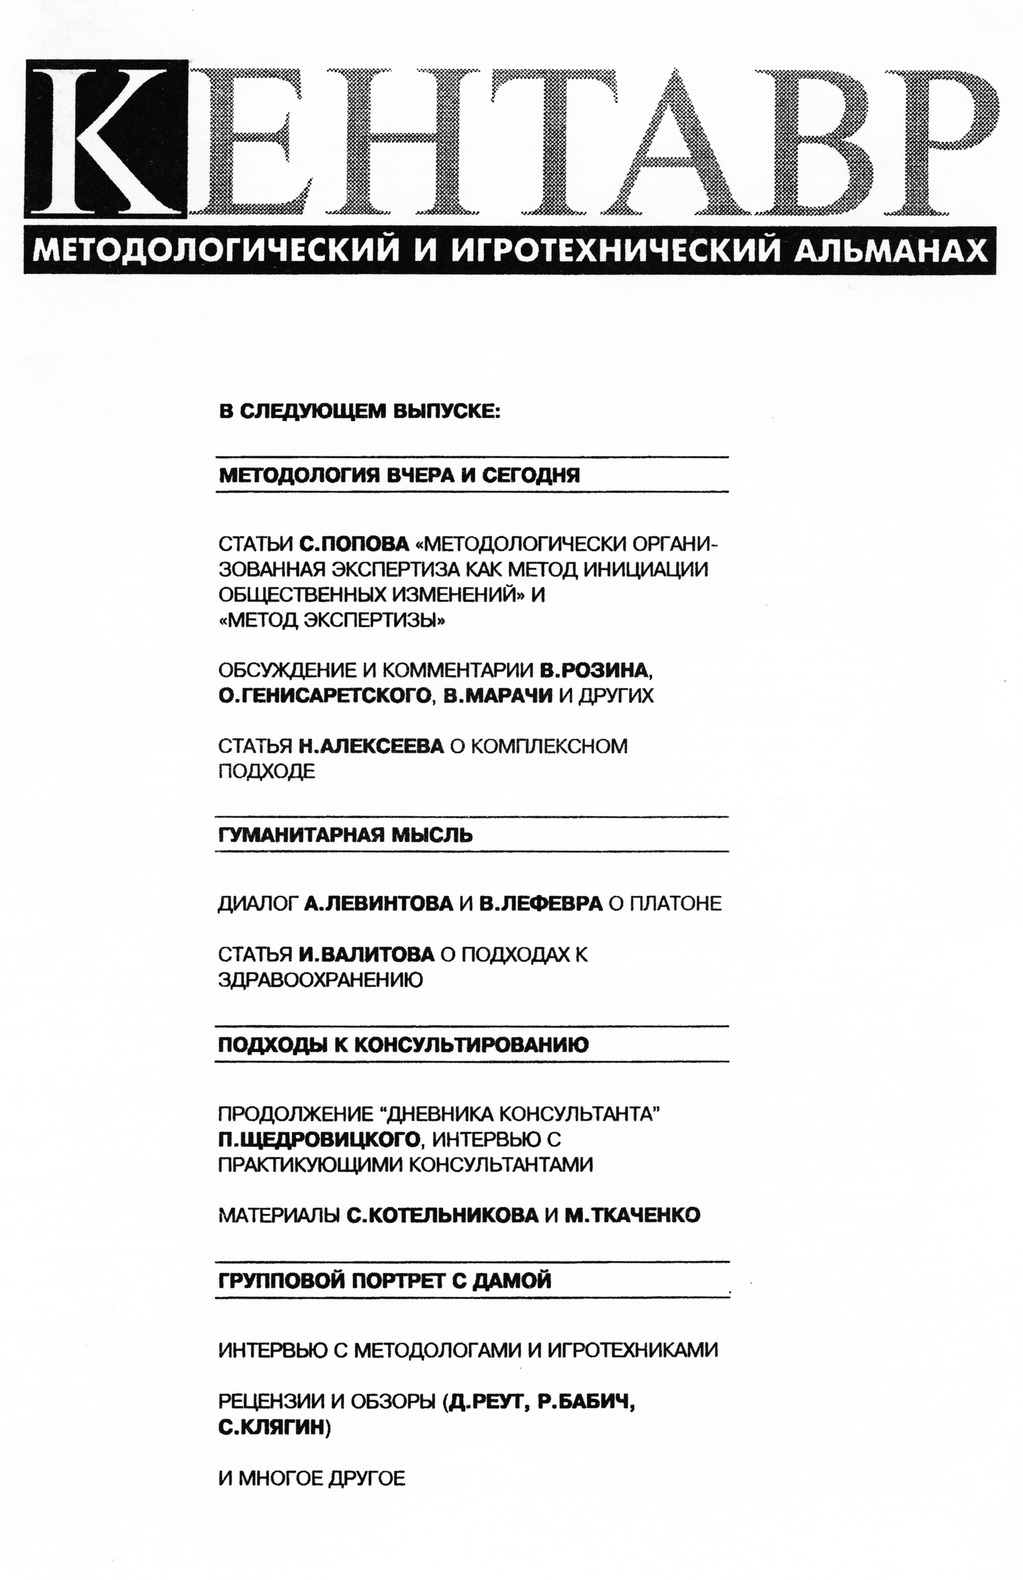 КЕНТАВР
МЕТОДОЛОГИЧЕСКИЙ И ИГРОТЕХНИЧЕСКИЙ АЛЬМАНАХ
В СЛЕДУЮЩЕМ ВЫПУСКЕ:
МЕТОДОЛОГИЯ ВЧЕРА И СЕГОДНЯ
СТАТЬИ С.ПОПОВА «МЕТОДОЛОГИЧЕСКИ ОРГАНИ-
ЗОВАННАЯ ЭКСПЕРТИЗА КАК МЕТОД ИНИЦИАЦИИ
ОБЩЕСТВЕННЫХ ИЗМЕНЕНИЙ» И
«МЕТОД ЭКСПЕРТИЗЫ»
ОБСУЖДЕНИЕ И КОММЕНТАРИИ В.РОЗИНА,
О.ГЕНИСАРЕТСКОГО, В.МАРАЧИ И ДРУГИХ
СТАТЬЯ Н.АЛЕКСЕЕВА О КОМПЛЕКСНОМ
ПОДХОДЕ
ГУМАНИТАРНАЯ МЫСЛЬ
ДИАЛОГ А.ЛЕВИНТОВА И В.ЛЕФЕВРА О ПЛАТОНЕ
СТАТЬЯ И.ВАЛИТОВА О ПОДХОДАХ К
ЗДРАВООХРАНЕНИЮ
ПОДХОДЫ К КОНСУЛЬТИРОВАНИЮ
ПРОДОЛЖЕНИЕ "ДНЕВНИКА КОНСУЛЬТАНТА"
П.ЩЕДРОВИЦКОГО, ИНТЕРВЬЮ С
ПРАКТИКУЮЩИМИ КОНСУЛЬТАНТАМИ
МАТЕРИАЛЫ С.КОТЕЛЬНИКОВА И М.ТКАЧЕНКО
ГРУППОВОЙ ПОРТРЕТ С ДАМОЙ
ИНТЕРВЬЮ С МЕТОДОЛОГАМИ И ИГРОТЕХНИКАМИ
РЕЦЕНЗИИ И ОБЗОРЫ (Д.РЕУТ, Р.БАБИЧ,
С.КЛЯГИН)
И МНОГОЕ ДРУГОЕ